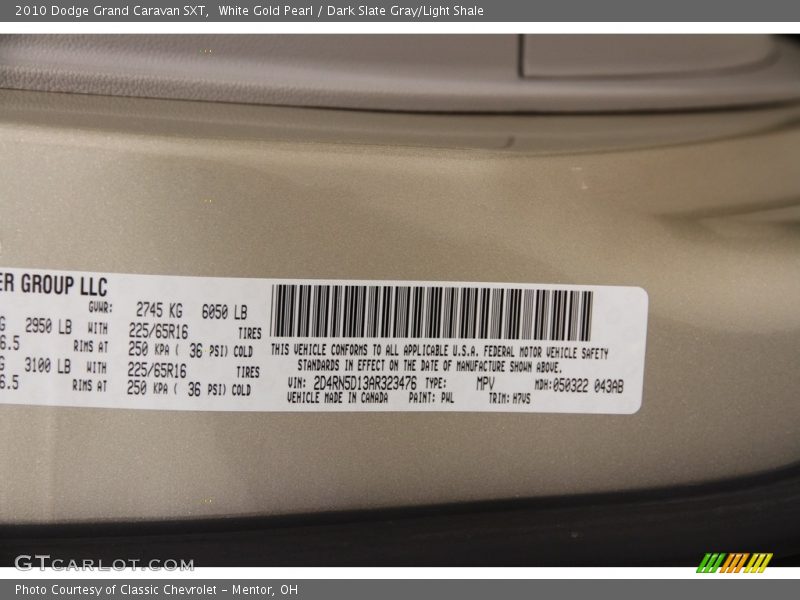 2010 Dodge Grand Caravan SXT,  White Gold Pearl / Dark Slate Gray/Light Shale
ER GROUP LLC
GVWR: 2745 KG 6050 LB
G 2950 LB WITH 225/65R16 TIRES
6.5 RIMS AT 250 KPA ( 36 PSI) COLD
G 3100 LB WITH 225/65R16 TIRES
6.5 RIMS AT 250 KPA ( 36 PSI) COLD
THIS VEHICLE CONFORMS TO ALL APPLICABLE U.S.A. FEDERAL MOTOR VEHICLE SAFETY
STANDARDS IN EFFECT ON THE DATE OF MANUFACTURE SHOWN ABOVE.
VIN: 2D4RN5D13AR323476 TYPE: MPV MDH:050322 043AB
VEHICLE MADE IN CANADA PAINT: PWL TRIM: H7VS
GTCARLOT.COM
Photo Courtesy of Classic Chevrolet - Mentor, OH